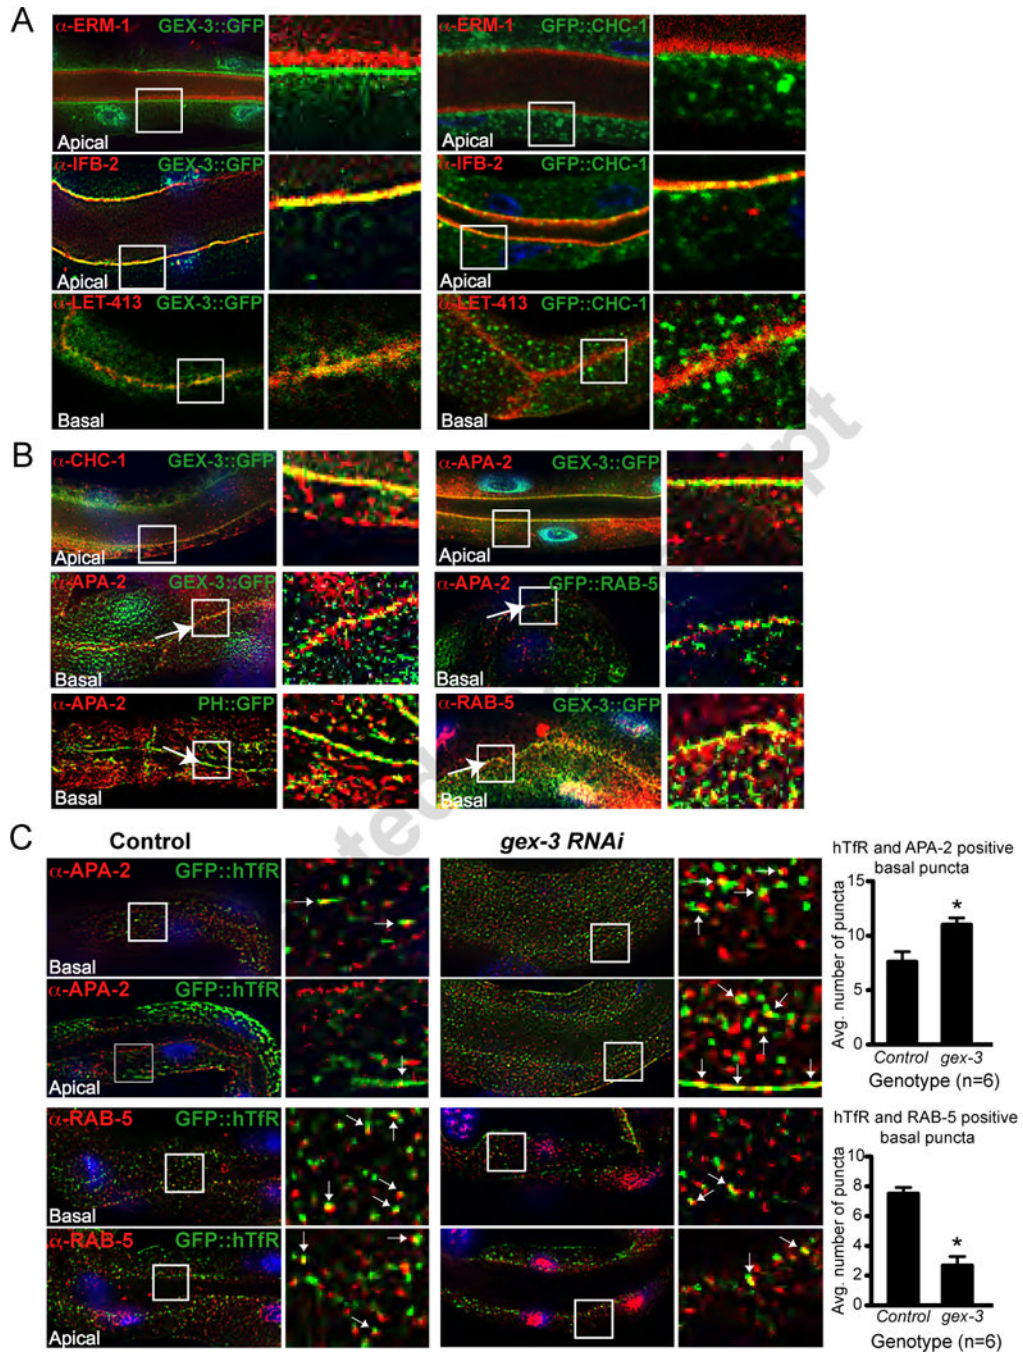 A
α-ERM-1 GEX-3::GFP
Apical
α-ERM-1 GFP::CHC-1
Apical
α-IFB-2 GEX-3::GFP
Apical
α-IFB-2 GFP::CHC-1
Apical
α-LET-413 GEX-3::GFP
Basal
α-LET-413 GFP::CHC-1
Basal
B
α-CHC-1 GEX-3::GFP
Apical
α-APA-2 GEX-3::GFP
Apical
α-APA-2 GEX-3::GFP
Basal
α-APA-2 GFP::RAB-5
Basal
α-APA-2 PH::GFP
Basal
α-RAB-5 GEX-3::GFP
Basal
C
Control
gex-3 RNAi
α-APA-2 GFP::hTfR
Basal
α-APA-2 GFP::hTfR
Apical
α-RAB-5 GFP::hTfR
Basal
α-RAB-5 GFP::hTfR
Apical
hTfR and APA-2 positive
basal puncta
Avg. number of puncta
15
10
5
0
*
Control gex-3
Genotype (n=6)
hTfR and RAB-5 positive
basal puncta
Avg. number of puncta
10
8
6
4
2
0
*
Control gex-3
Genotype (n=6)